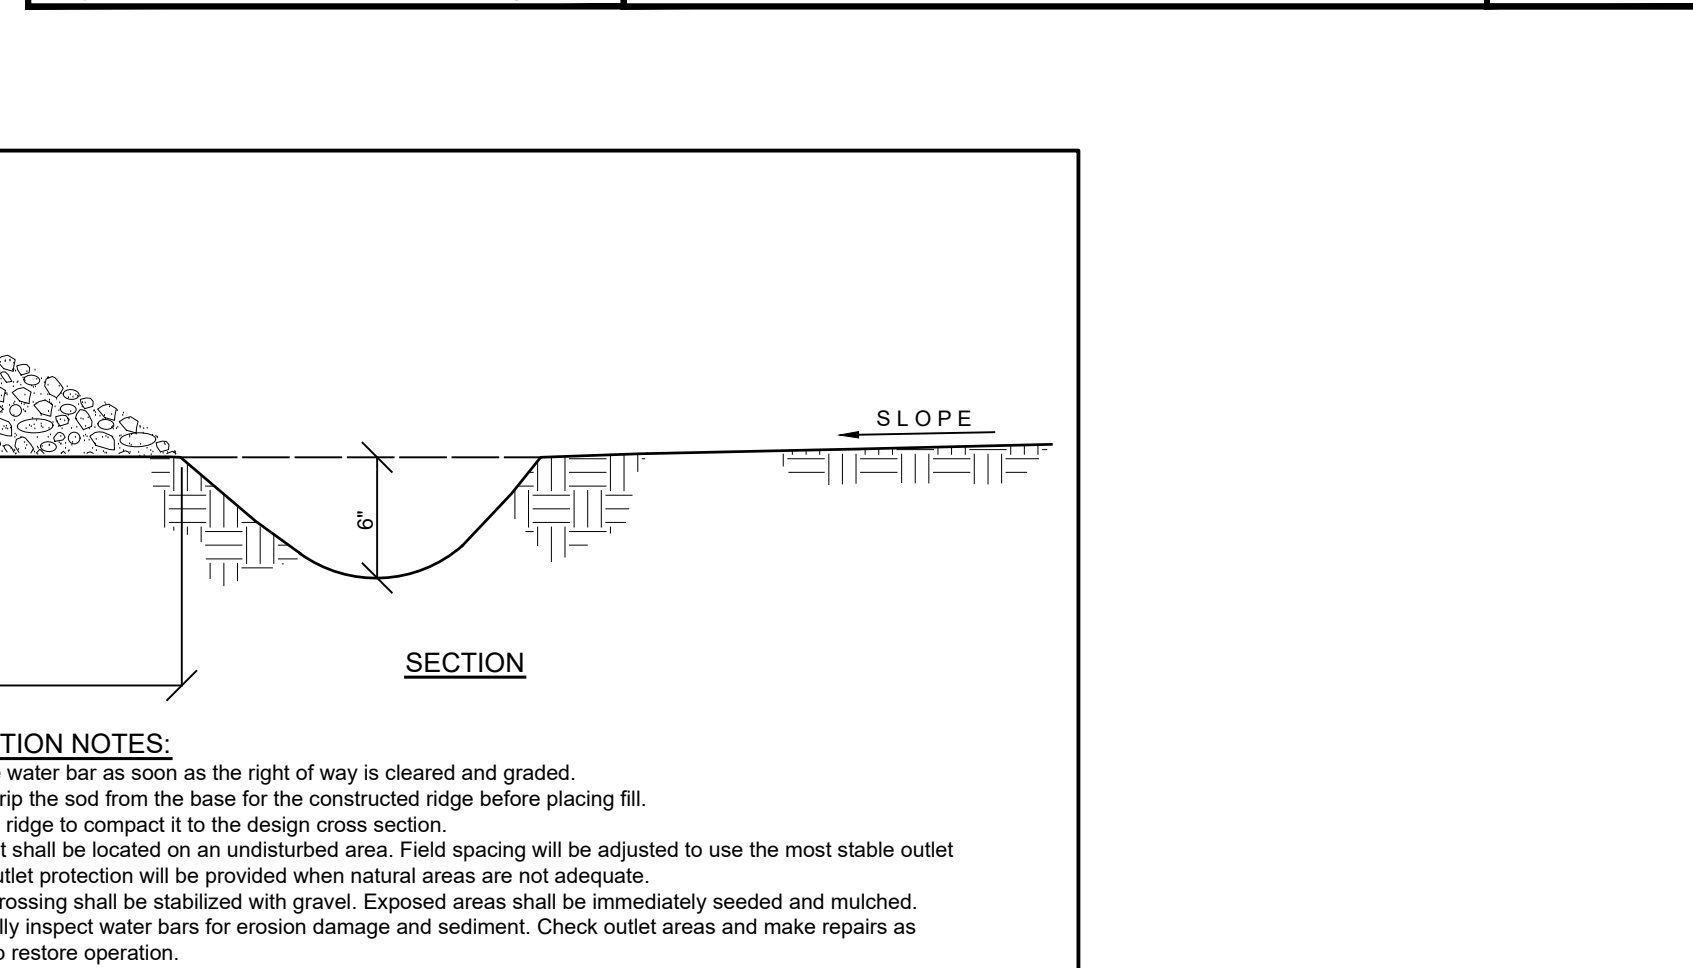 SLOPE
6"
SECTION
TION NOTES:
water bar as soon as the right of way is cleared and graded.
rip the sod from the base for the constructed ridge before placing fill.
ridge to compact it to the design cross section.
t shall be located on an undisturbed area. Field spacing will be adjusted to use the most stable outlet
utlet protection will be provided when natural areas are not adequate.
rossing shall be stabilized with gravel. Exposed areas shall be immediately seeded and mulched.
lly inspect water bars for erosion damage and sediment. Check outlet areas and make repairs as
o restore operation.